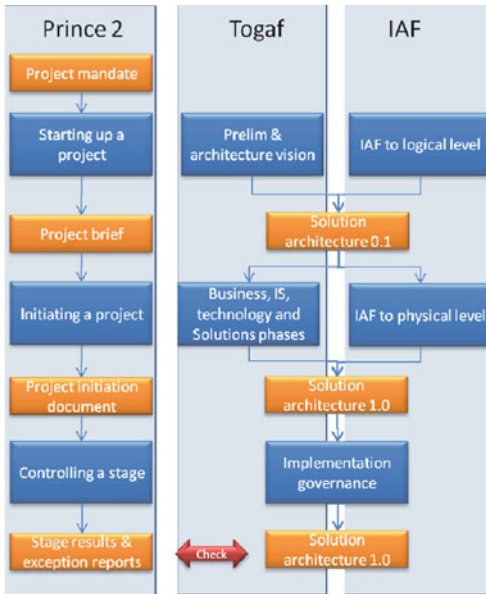 Prince 2
Togaf
IAF
Project mandate
Starting up a
project
Prelim &
architecture vision
IAF to logical level
Project brief
Solution
architecture 0.1
Initiating a project
Business, IS,
technology and
Solutions phases
IAF to physical level
Project initiation
document
Solution
architecture 1.0
Controlling a stage
Implementation
governance
Stage results &
exception reports
Check
Solution
architecture 1.0